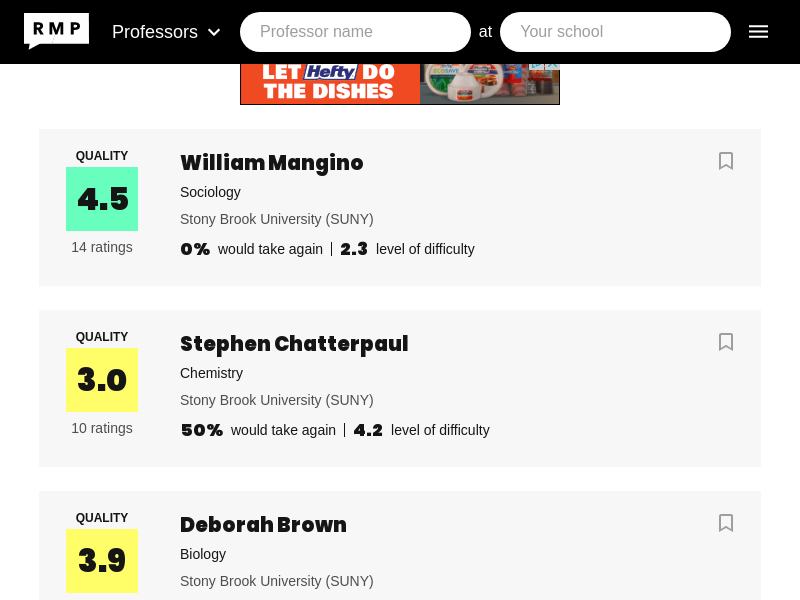 RMP Professors Professor name at Your school
LET Hefty DO
THE DISHES
ECOSAVE
QUALITY
4.5
14 ratings
William Mangino
Sociology
Stony Brook University (SUNY)
0% would take again | 2.3 level of difficulty
QUALITY
3.0
10 ratings
Stephen Chatterpaul
Chemistry
Stony Brook University (SUNY)
50% would take again | 4.2 level of difficulty
QUALITY
3.9
Deborah Brown
Biology
Stony Brook University (SUNY)